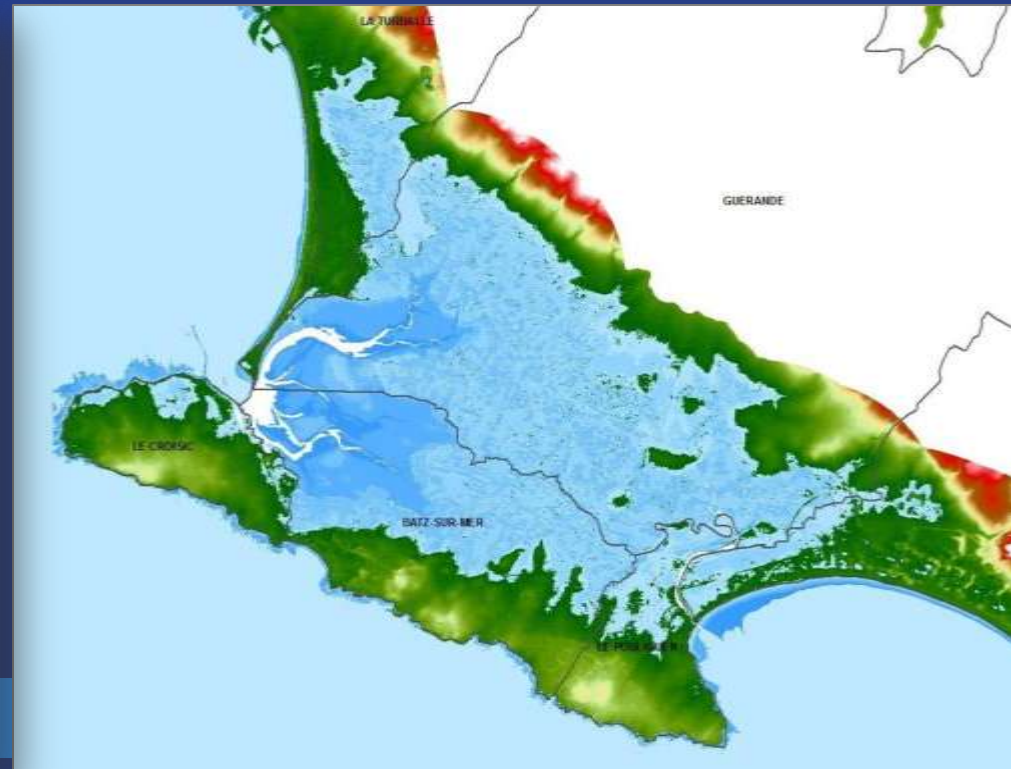 LA TURBALLE
GUERANDE
LE CROISIC
BATZ-SUR-MER
LE POULIGUEN